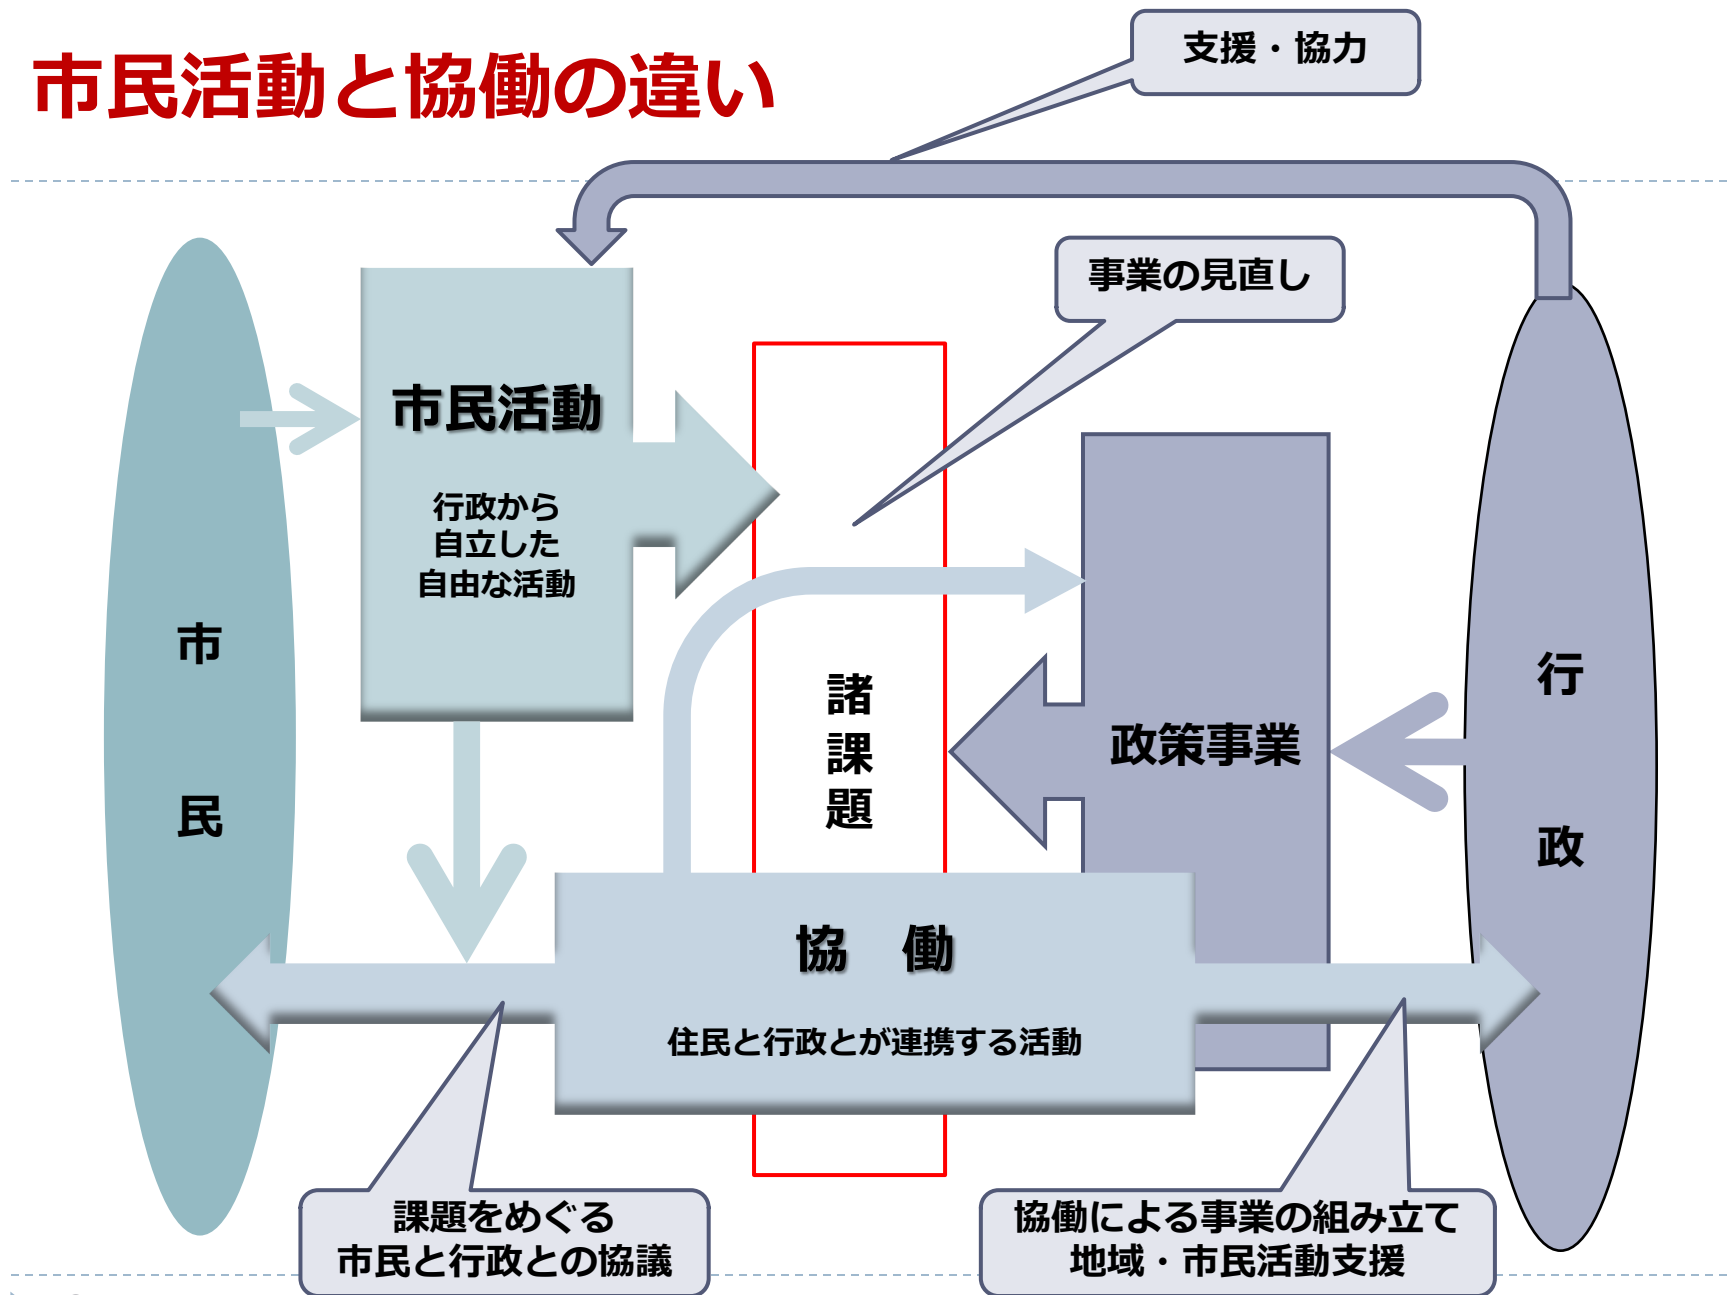 市民活動と協働の違い
支援・協力
事業の見直し
市民活動
行政から
自立した
自由な活動
市
民
諸
課
題
政策事業
行
政
協　働
住民と行政とが連携する活動
課題をめぐる
市民と行政との協議
協働による事業の組み立て
地域・市民活動支援